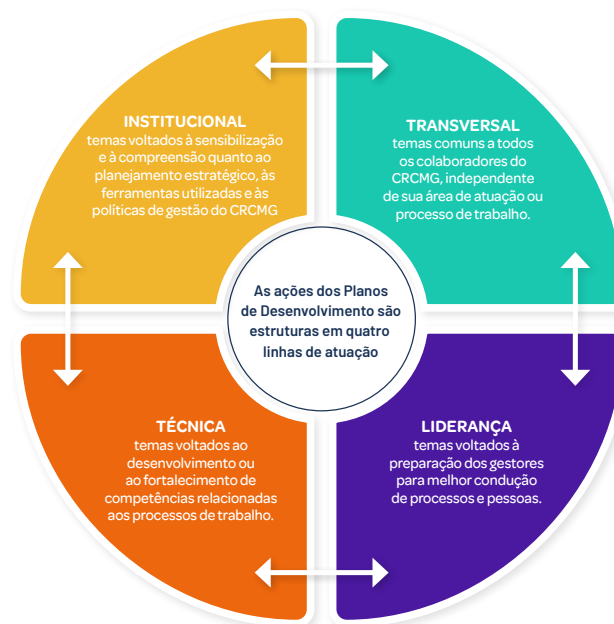 INSTITUCIONAL
temas voltados à sensibilização
e à compreensão quanto ao
planejamento estratégico, às
ferramentas utilizadas e às
políticas de gestão do CRCMG
TRANSVERSAL
temas comuns a todos
os colaboradores do
CRCMG, independente
de sua área de atuação ou
processo de trabalho.
As ações dos Planos
de Desenvolvimento são
estruturas em quatro
linhas de atuação
TÉCNICA
temas voltados ao
desenvolvimento ou
ao fortalecimento de
competências relacionadas
aos processos de trabalho.
LIDERANÇA
temas voltados à
preparação dos gestores
para melhor condução
de processos e pessoas.